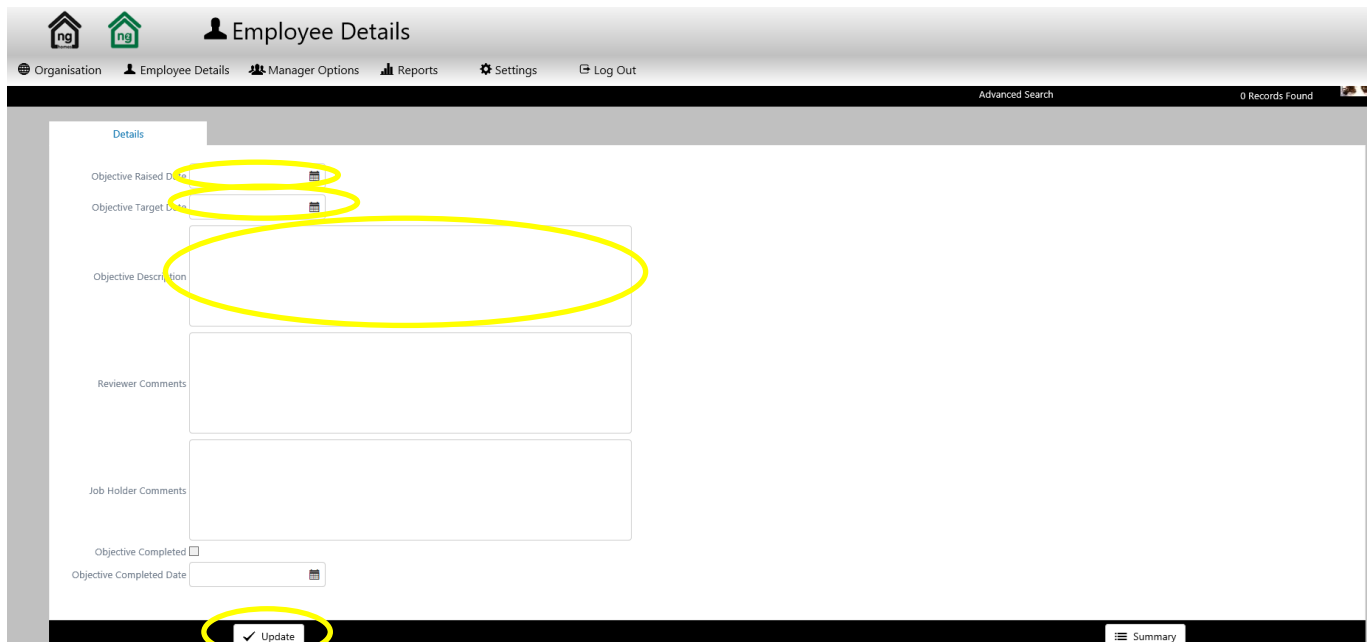 ng
ng
Employee Details
Organisation Employee Details Manager Options Reports Settings Log Out
Advanced Search 0 Records Found
Details
Objective Raised Date
Objective Target Date
Objective Description
Reviewer Comments
Job Holder Comments
Objective Completed
Objective Completed Date
Update Summary